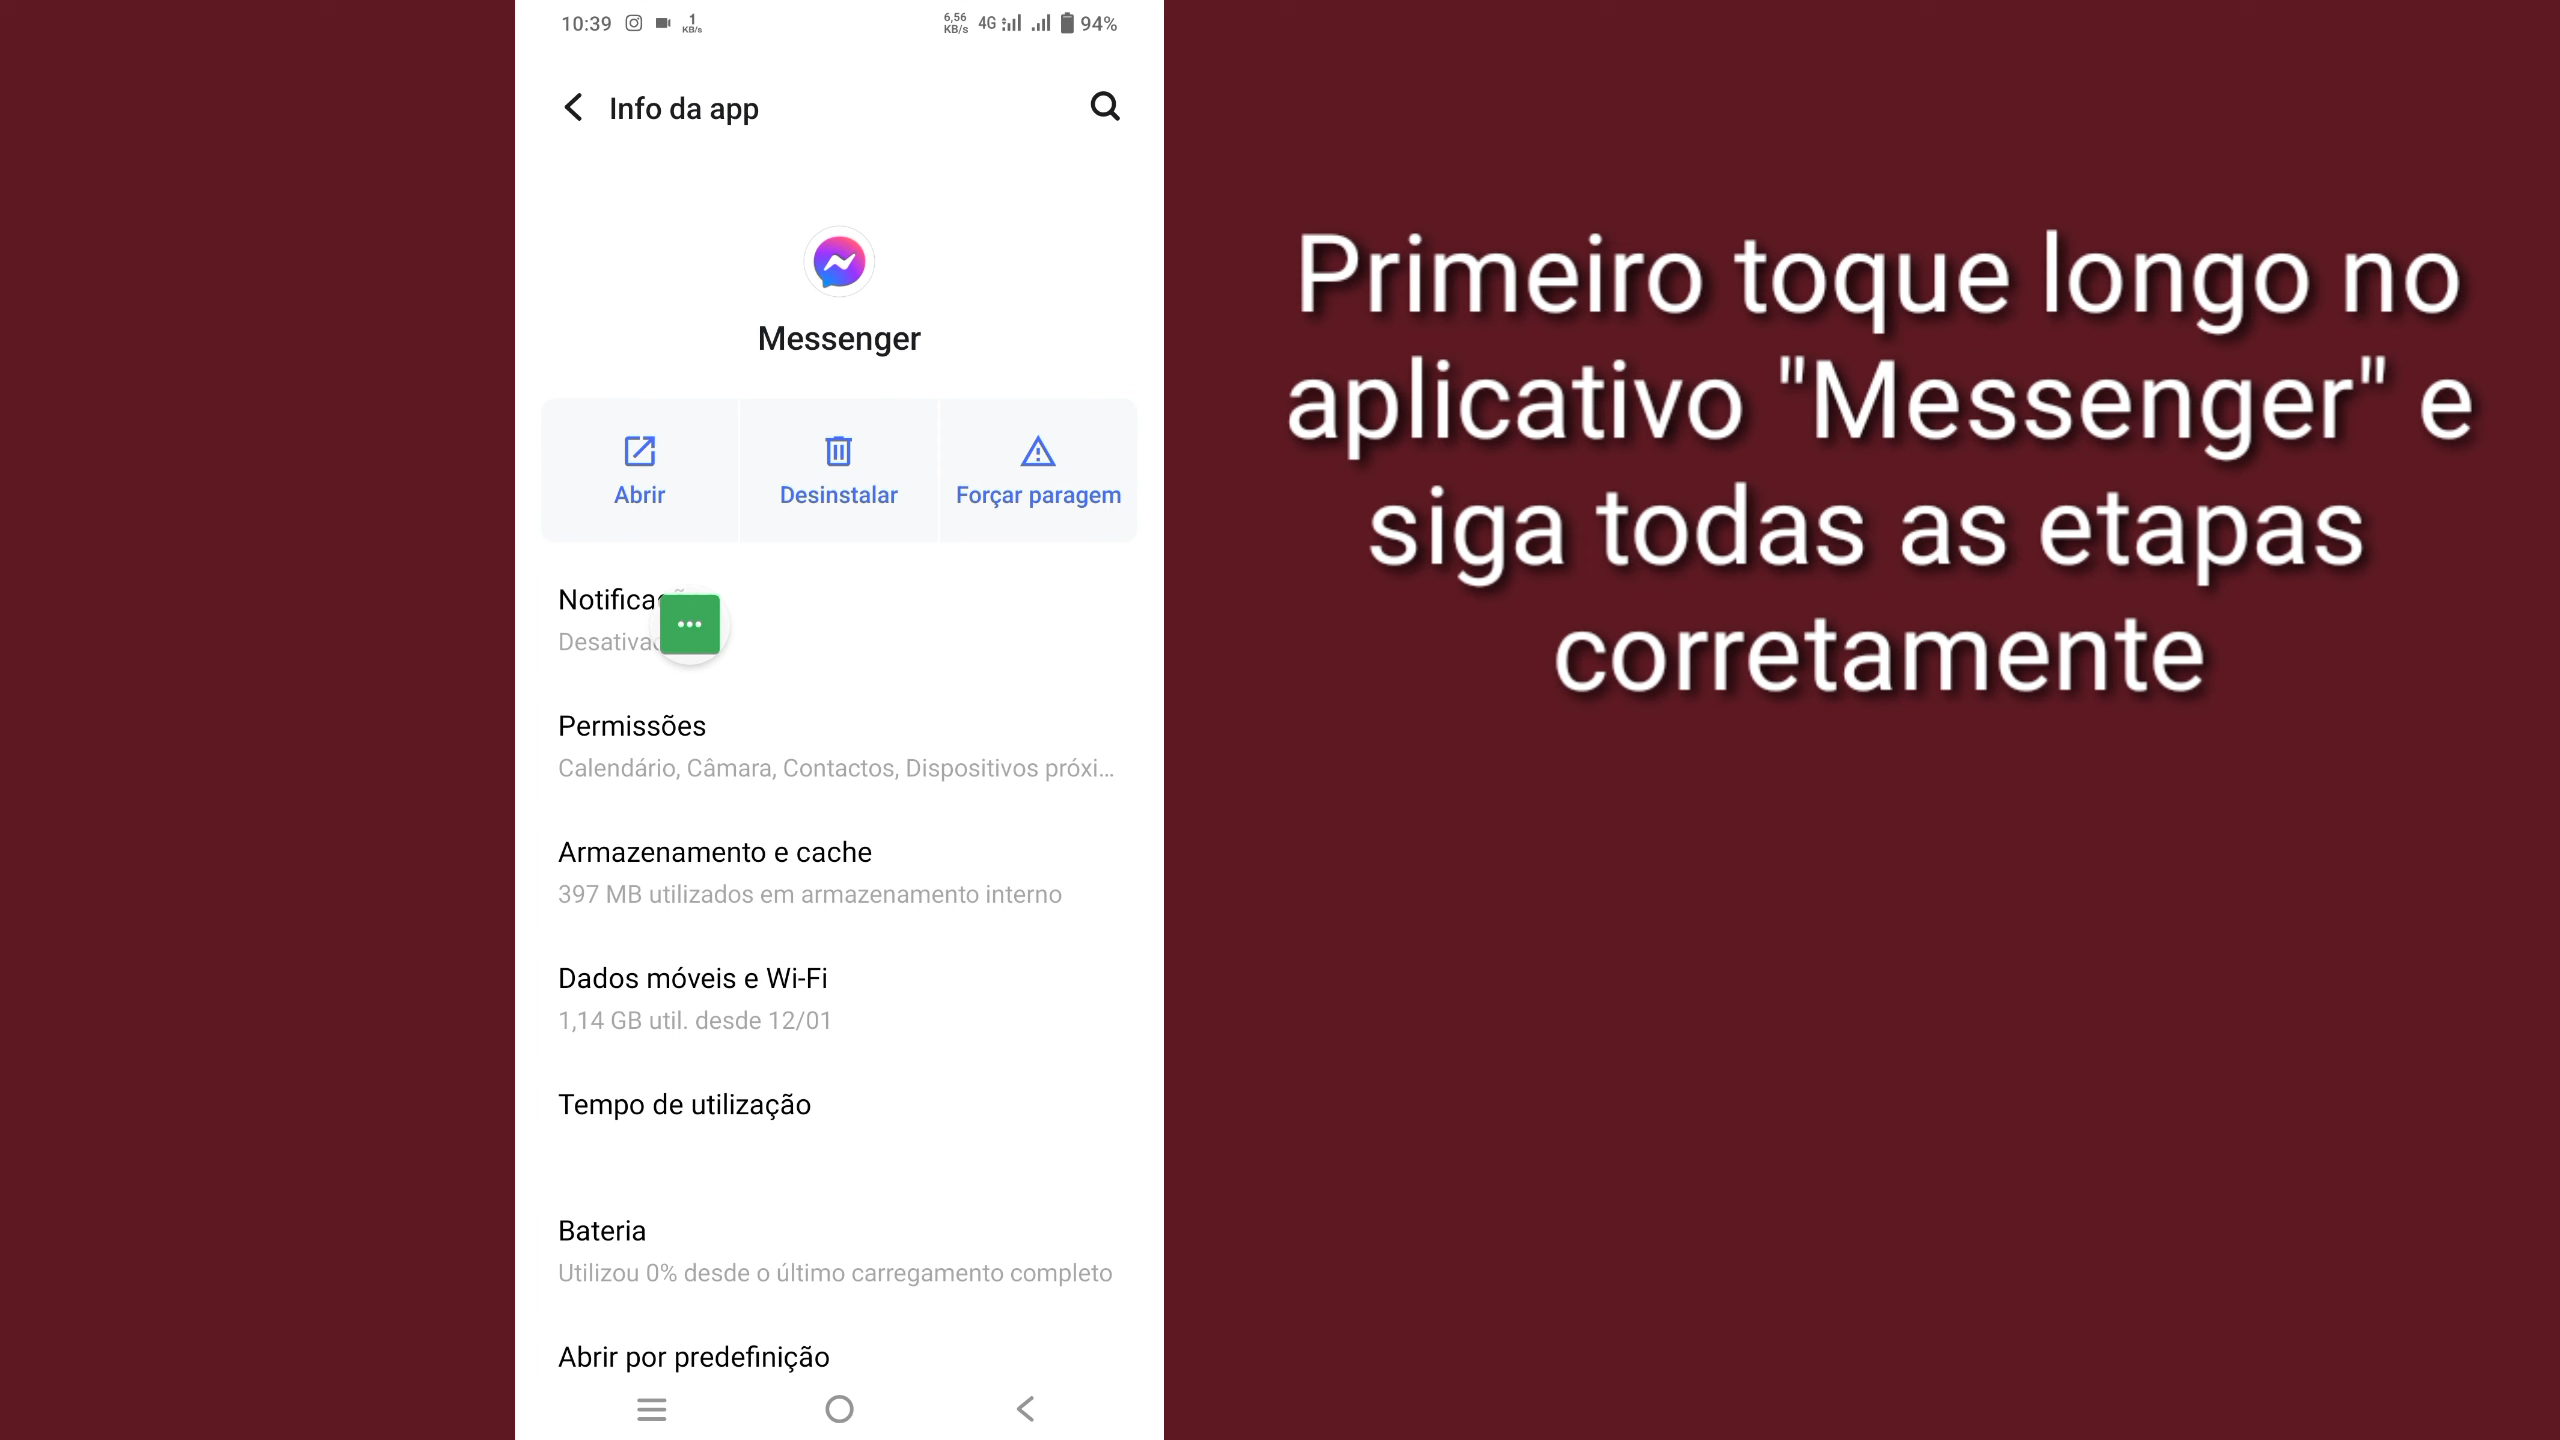 10:39
1
KB/s
6,56
KB/s
4G
94%
Info da app
Messenger
Abrir
Desinstalar
Forçar paragem
Desativa
Permissões
Calendário, Câmara, Contactos, Dispositivos próxi...
Armazenamento e cache
397 MB utilizados em armazenamento interno
Dados móveis e Wi-Fi
1,14 GB util. desde 12/01
Tempo de utilização
Bateria
Utilizou 0% desde o último carregamento completo
Abrir por predefinição
Primeiro toque longo no
aplicativo "Messenger" e
siga todas as etapas
corretamente